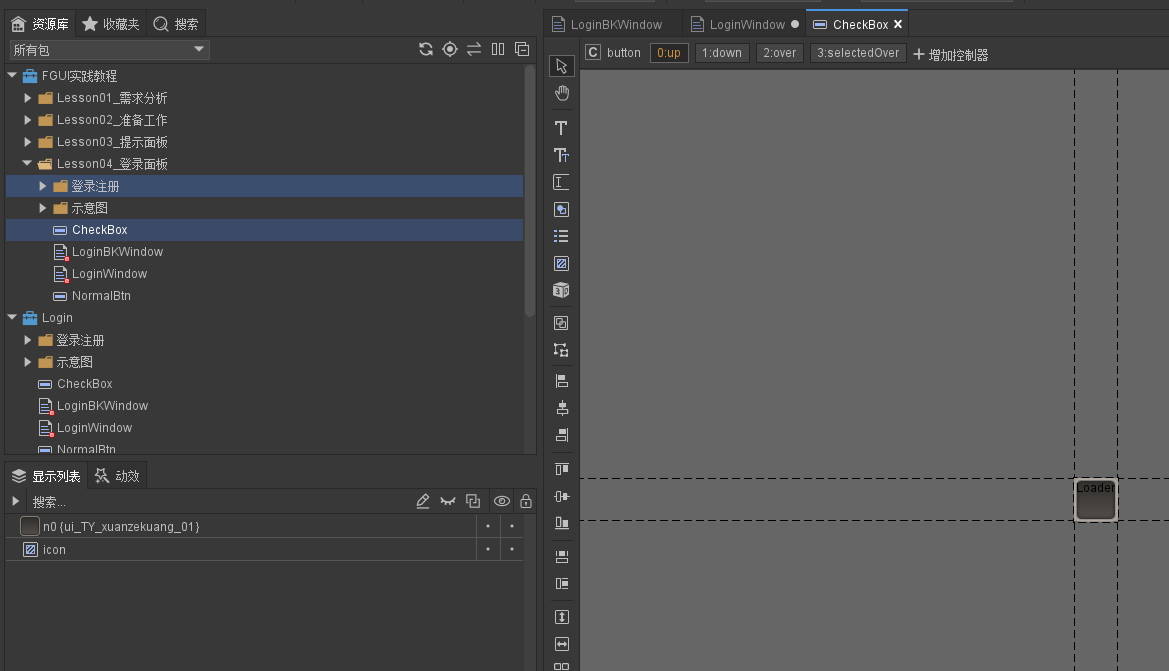 资源库 收藏夹 搜索
所有包
FGUI实践教程
Lesson01_需求分析
Lesson02_准备工作
Lesson03_提示面板
Lesson04_登录面板
登录注册
示意图
CheckBox
LoginBKWindow
LoginWindow
NormalBtn
Login
登录注册
示意图
CheckBox
LoginBKWindow
LoginWindow
NormalBtn
显示列表 动效
搜索...
n0 {ui_TY_xuanzekuang_01}
icon
LoginBKWindow LoginWindow CheckBox
C button 0:up 1:down 2:over 3:selectedOver 增加控制器
Loader